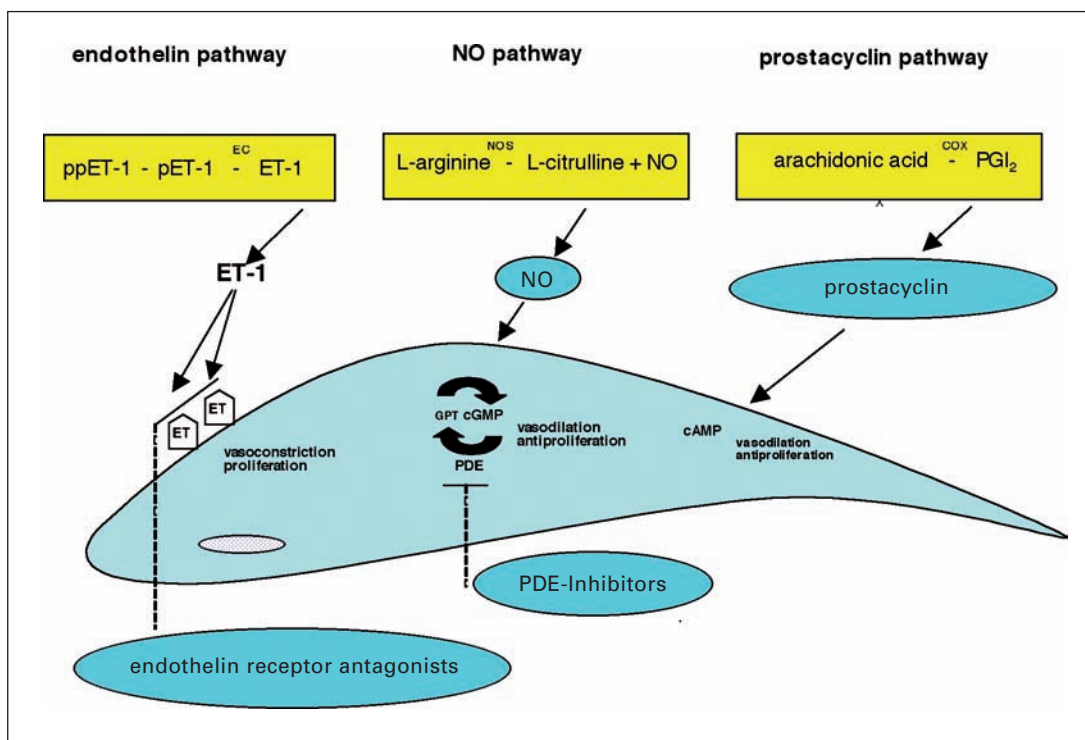 endothelin pathway
NO pathway
prostacyclin pathway
EC
ppET-1 - pET-1 - ET-1
NOS
L-arginine - L-citrulline + NO
COX
arachidonic acid - PGI₂
ET-1
NO
prostacyclin
ET
ET
vasoconstriction
proliferation
GPT cGMP
PDE
vasodilation
antiproliferation
cAMP
vasodilation
antiproliferation
PDE-Inhibitors
endothelin receptor antagonists